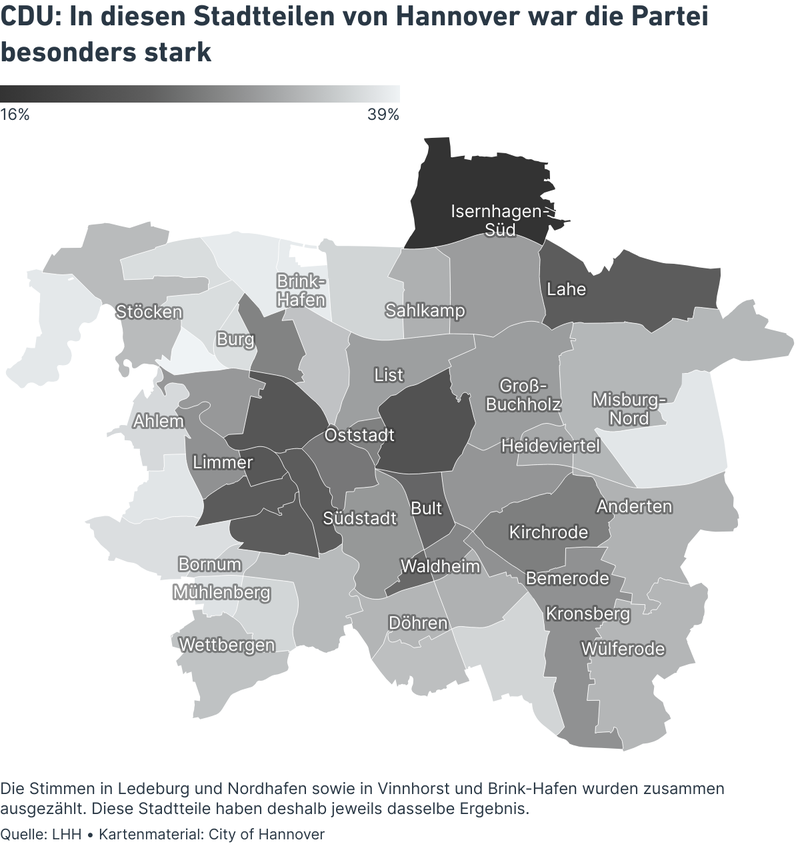 CDU: In diesen Stadtteilen von Hannover war die Partei
besonders stark
16%
39%
Isernhagen-
Süd
Lahe
Brink-
Hafen
Stöcken
Sahlkamp
Burg
List
Groß-
Buchholz
Misburg-
Nord
Ahlem
Oststadt
Heideviertel
Limmer
Anderten
Bult
Südstadt
Kirchrode
Bornum
Waldheim
Bemerode
Mühlenberg
Kronsberg
Döhren
Wettbergen
Wülferode
Die Stimmen in Ledeburg und Nordhafen sowie in Vinnhorst und Brink-Hafen wurden zusammen
ausgezählt. Diese Stadtteile haben deshalb jeweils dasselbe Ergebnis.
Quelle: LHH • Kartenmaterial: City of Hannover